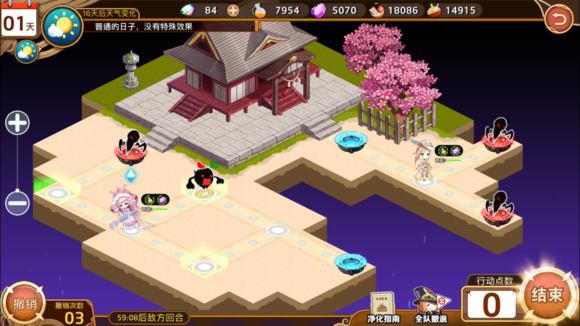 01天
16天后天气变化
普通的日子，没有特殊效果
84
7954
5070
18086
14915
撤销
撤销次数
03
59:08后敌方回合
净化指南
全队撤退
行动点数
0
结束